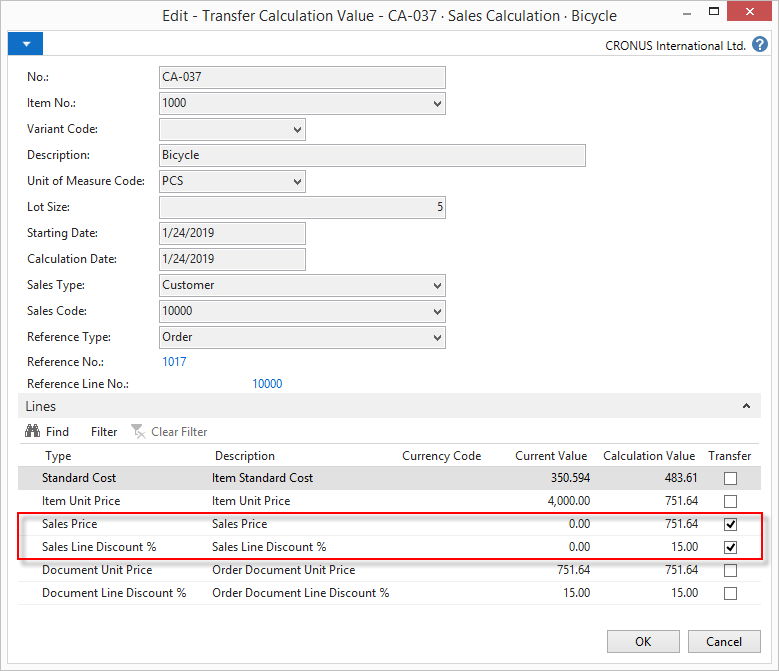 Edit - Transfer Calculation Value - CA-037 · Sales Calculation · Bicycle
CRONUS International Ltd. ?
No.: CA-037
Item No.: 1000
Variant Code:
Description: Bicycle
Unit of Measure Code: PCS
Lot Size: 5
Starting Date: 1/24/2019
Calculation Date: 1/24/2019
Sales Type: Customer
Sales Code: 10000
Reference Type: Order
Reference No.: 1017
Reference Line No.: 10000
Lines
Find Filter Clear Filter
Type Description Currency Code Current Value Calculation Value Transfer
Standard Cost Item Standard Cost 350.594 483.61
Item Unit Price Item Unit Price 4,000.00 751.64
Sales Price Sales Price 0.00 751.64
Sales Line Discount % Sales Line Discount % 0.00 15.00
Document Unit Price Order Document Unit Price 751.64 751.64
Document Line Discount % Order Document Line Discount % 15.00 15.00
OK Cancel